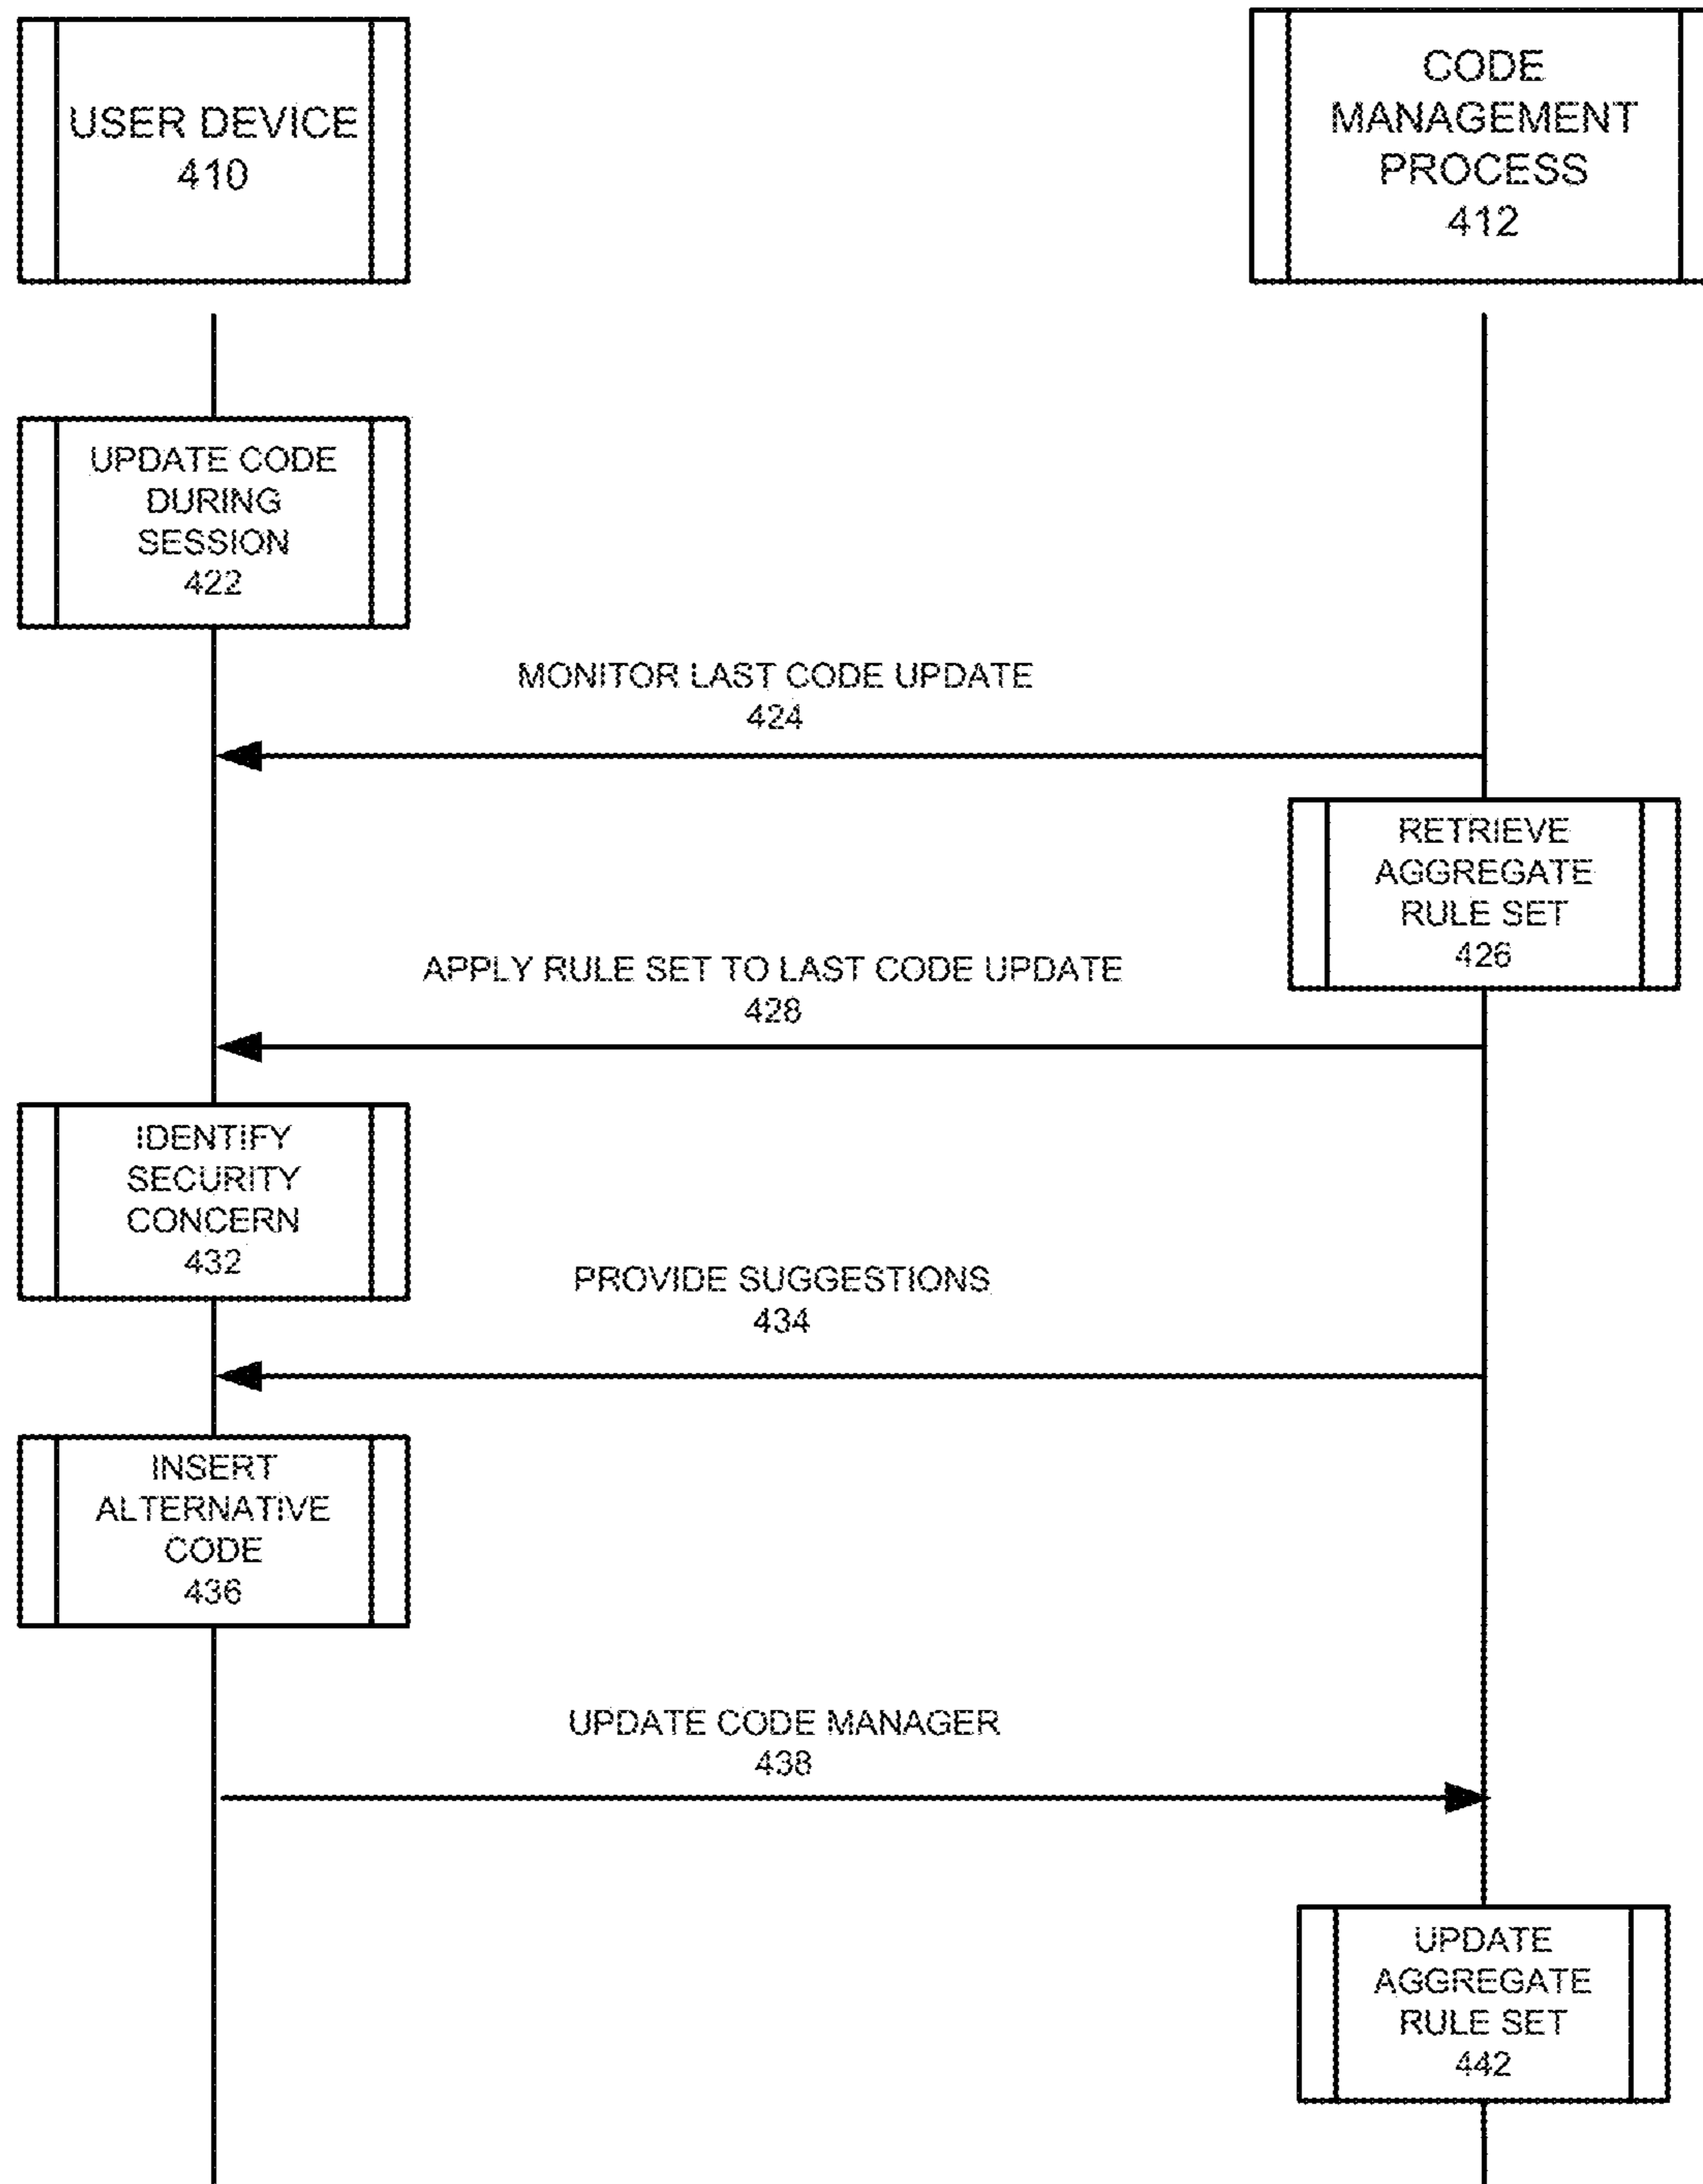 USER DEVICE
410
CODE
MANAGEMENT
PROCESS
412
UPDATE CODE
DURING
SESSION
422
MONITOR LAST CODE UPDATE
424
RETRIEVE
AGGREGATE
RULE SET
426
APPLY RULE SET TO LAST CODE UPDATE
428
IDENTIFY
SECURITY
CONCERN
432
PROVIDE SUGGESTIONS
434
INSERT
ALTERNATIVE
CODE
436
UPDATE CODE MANAGER
438
UPDATE
AGGREGATE
RULE SET
442